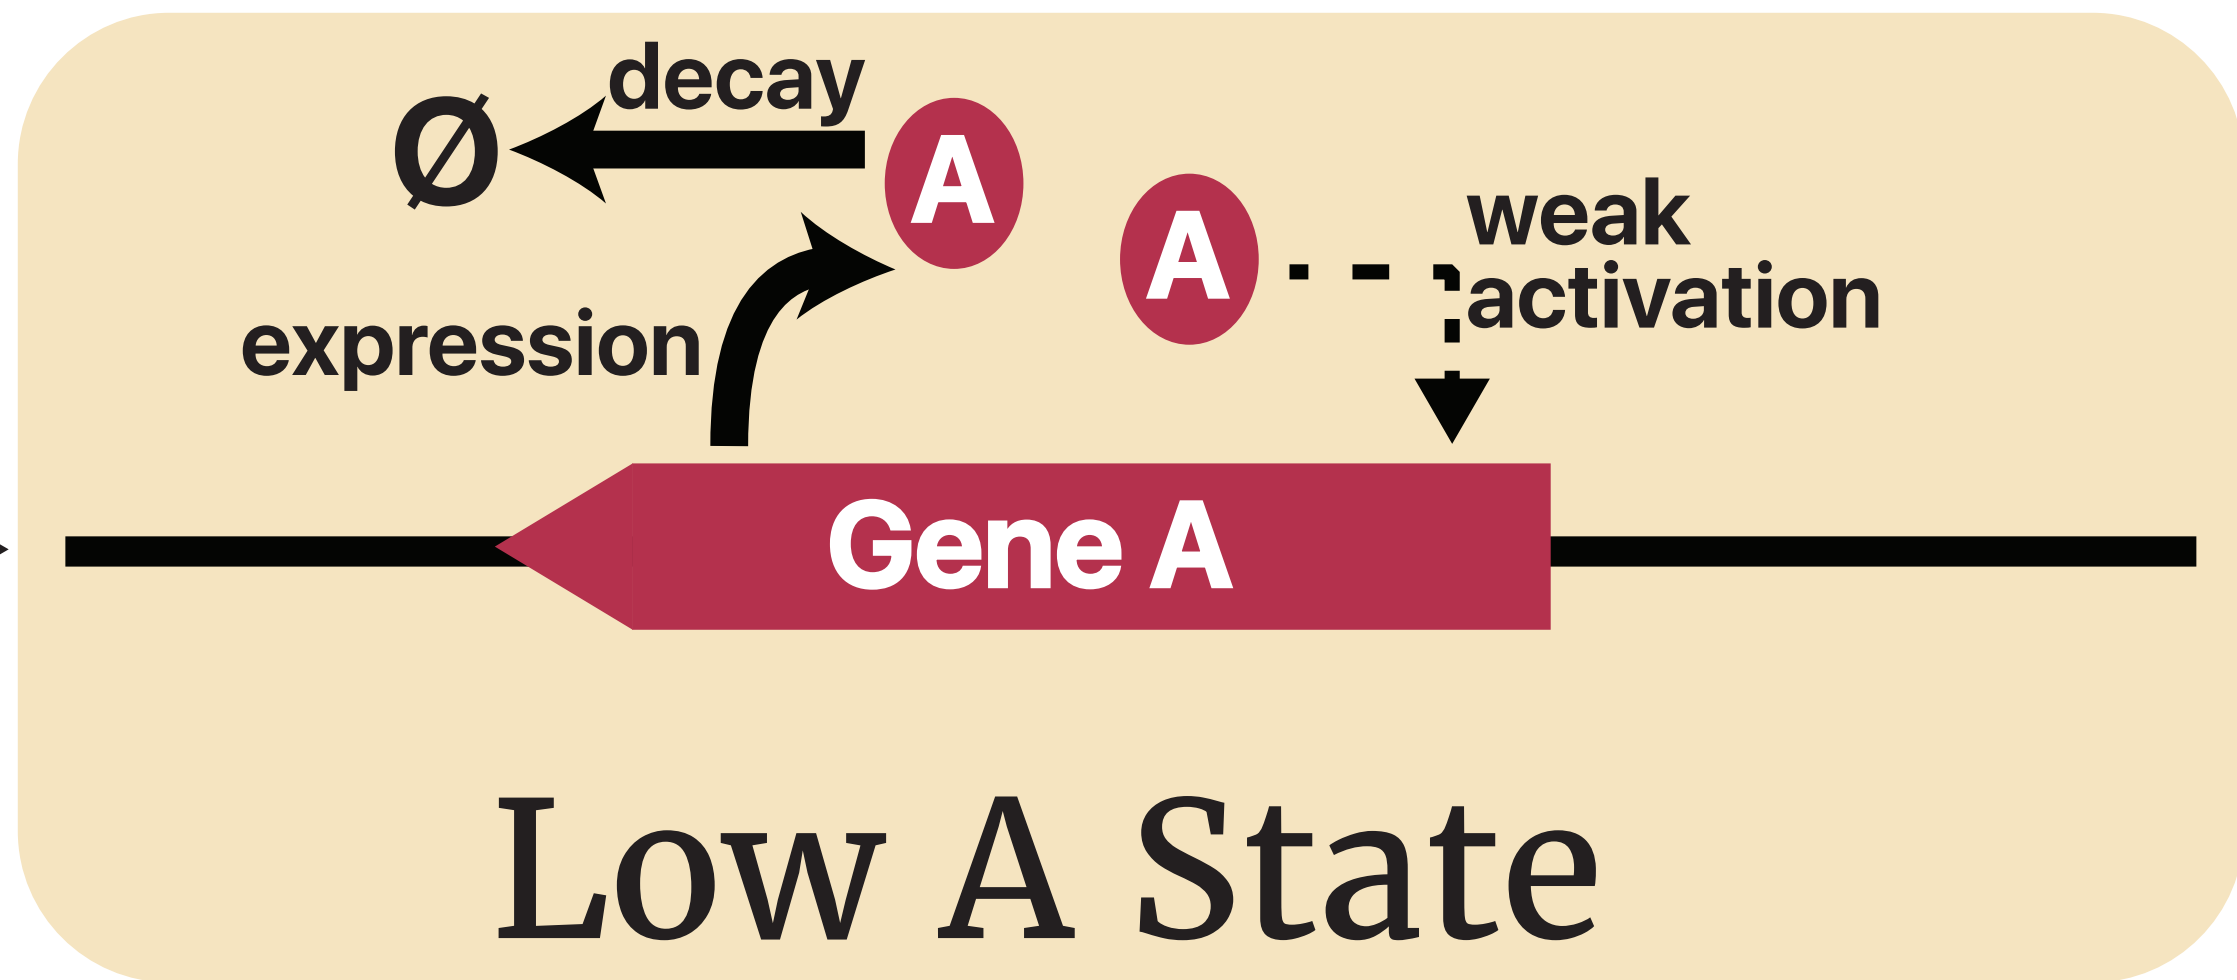 decay
Ø
A
A
weak
activation
expression
Gene A
Low A State